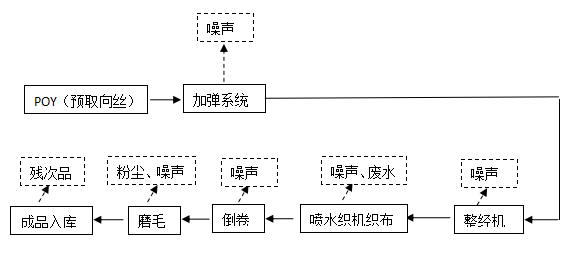 噪声
POY（预取向丝）
加弹系统
残次品
粉尘、噪声
噪声
噪声、废水
噪声
成品入库
磨毛
倒卷
喷水织机织布
整经机